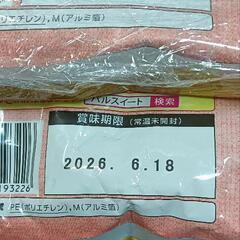 ポリエチレン),M(アルミ箔)
パルスイート 検索
賞味期限 (常温未開封)
2026. 6.18
193226
PE(ポリエチレン),M(アルミ箔)